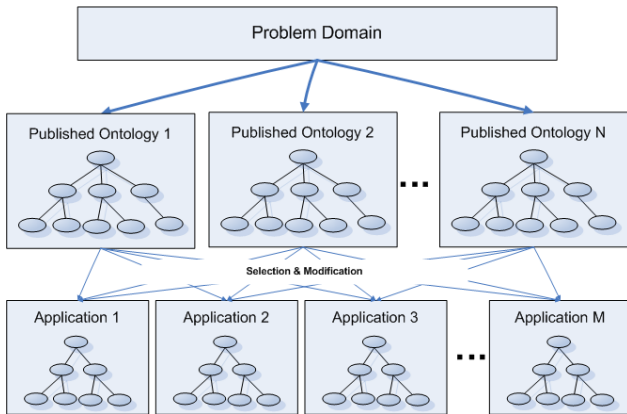 Problem Domain
Published Ontology 1
Published Ontology 2
Published Ontology N
...
Selection & Modification
Application 1
Application 2
Application 3
Application M
...